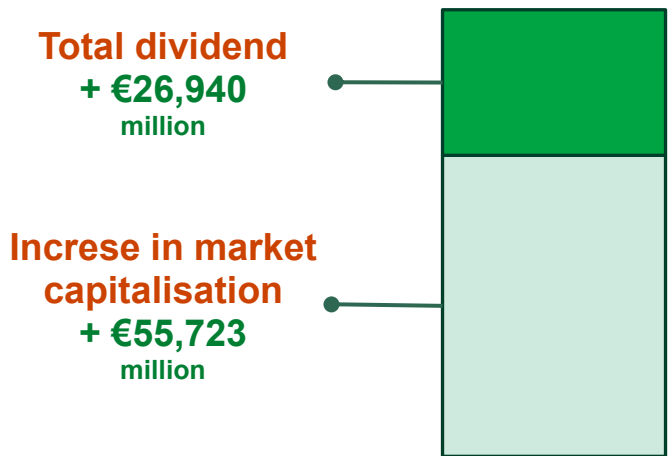 Total dividend
+ €26,940
million
Increse in market
capitalisation
+ €55,723
million